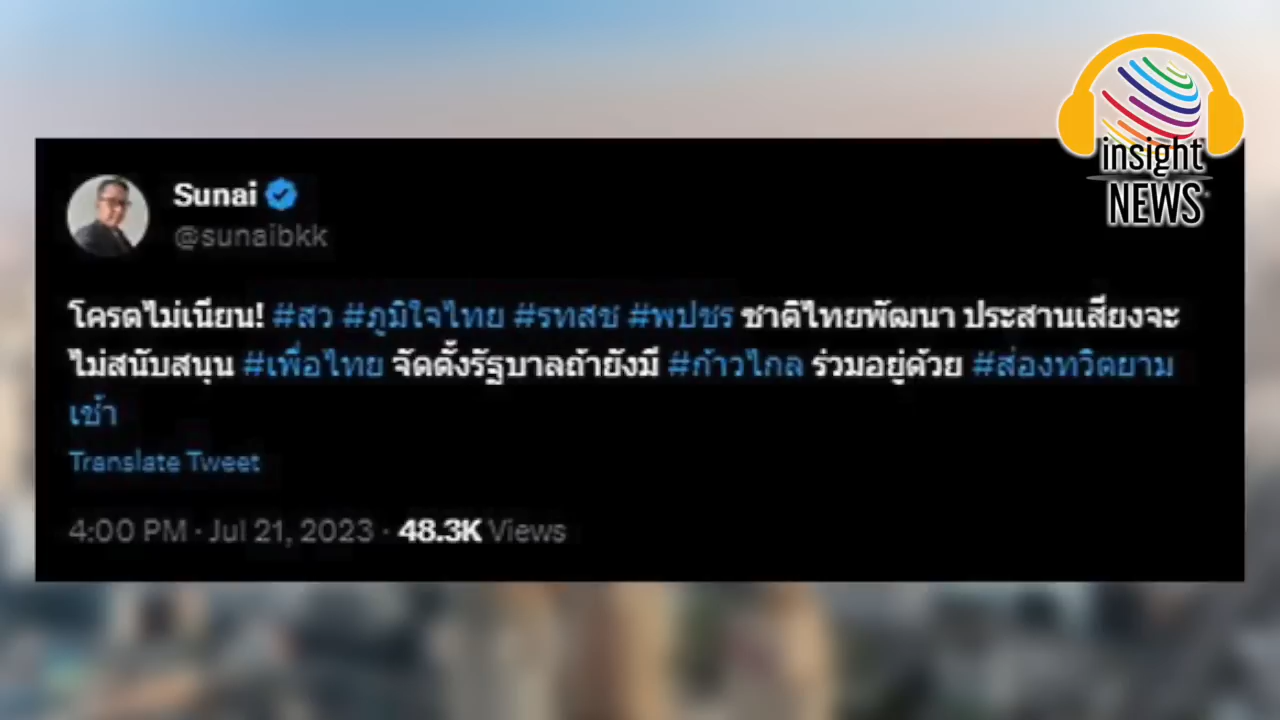 insight
NEWS
Sunai
@sunaibkk
โครตไม่เนียน! #สว #ภูมิใจไทย #รทสช #พปชร ชาติไทยพัฒนา ประสานเสียงจะ
ไม่สนับสนุน #เพื่อไทย จัดตั้งรัฐบาลถ้ายังมี #ก้าวไกล ร่วมอยู่ด้วย #ส่องทวิตยาม
เช้า
Translate Tweet
4:00 PM · Jul 21, 2023 · 48.3K Views